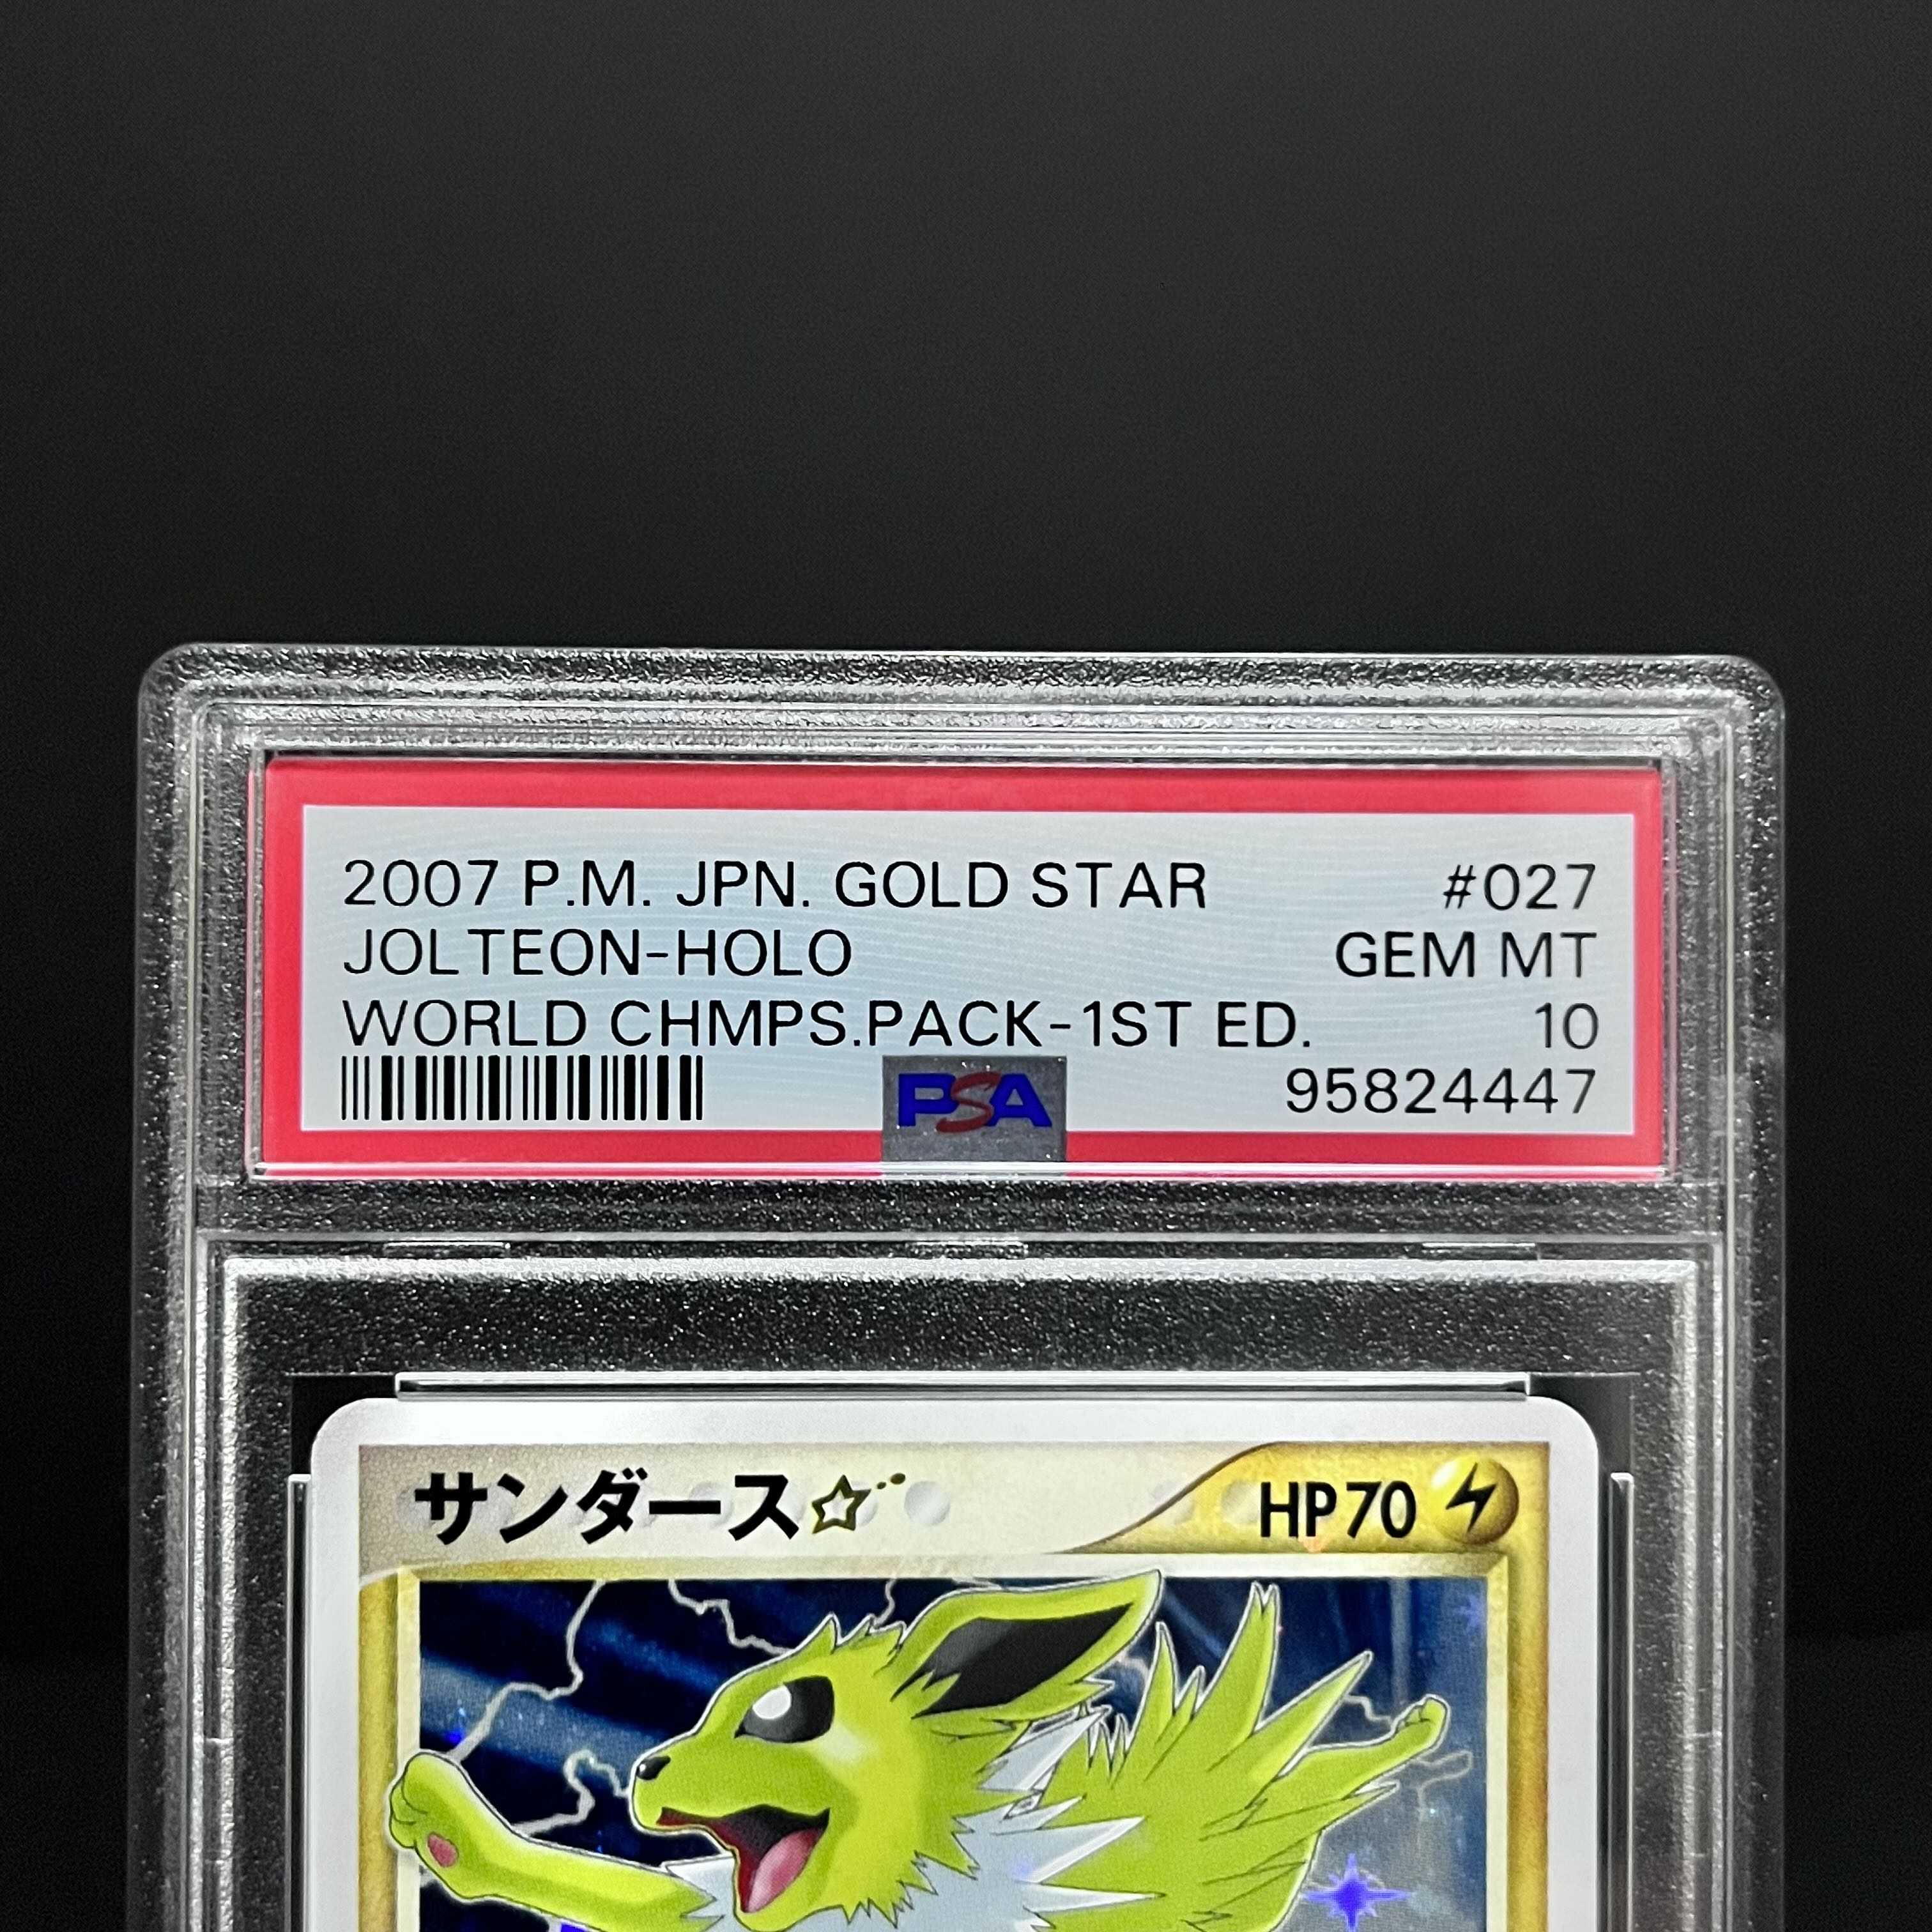 2007 P.M. JPN. GOLD STAR #027
JOLTEON-HOLO GEM MT
WORLD CHMPS.PACK-1ST ED. 10
PSA 95824447
サンダース☆ HP70